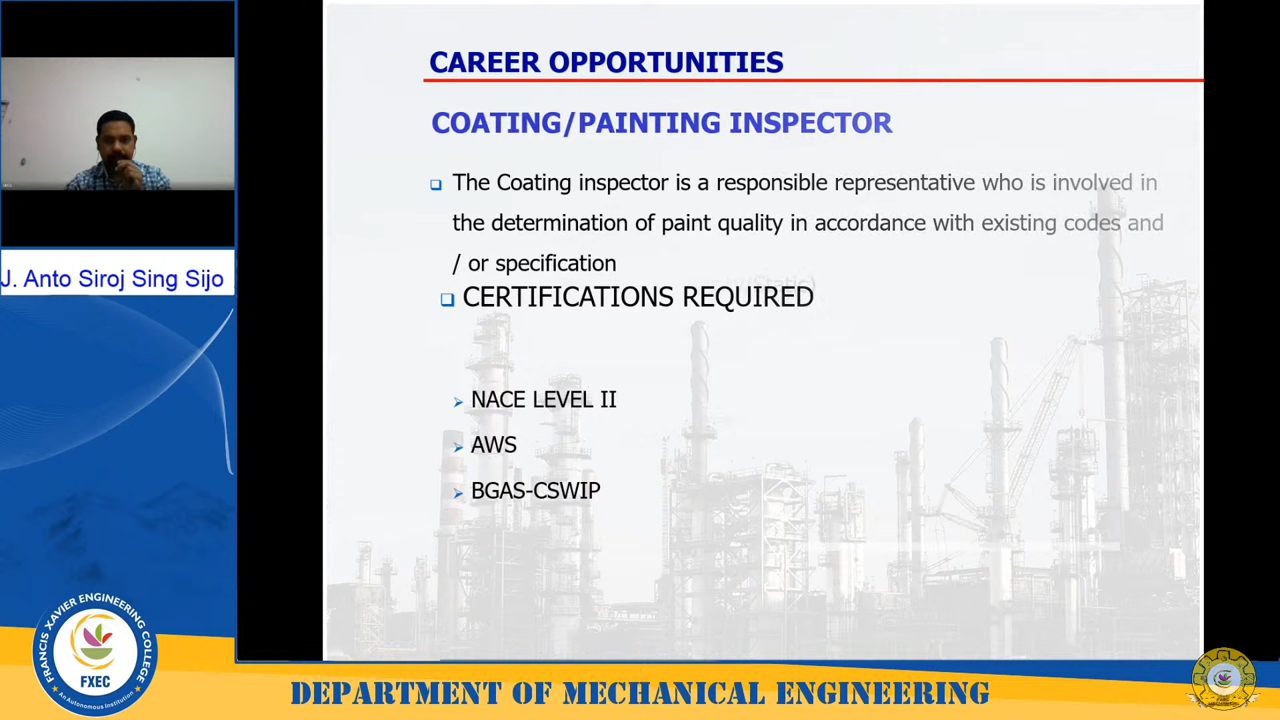 CAREER OPPORTUNITIES
COATING/PAINTING INSPECTOR
The Coating inspector is a responsible representative who is involved in
the determination of paint quality in accordance with existing codes and
/ or specification
(Static)
CERTIFICATIONS REQUIRED
NACE LEVEL II
AWS
BGAS-CSWIP
J. Anto Siroj Sing Sijo
FRANCIS XAVIER ENGINEERING COLLEGE
FXEC
An Autonomous Institution
DEPARTMENT OF MECHANICAL ENGINEERING